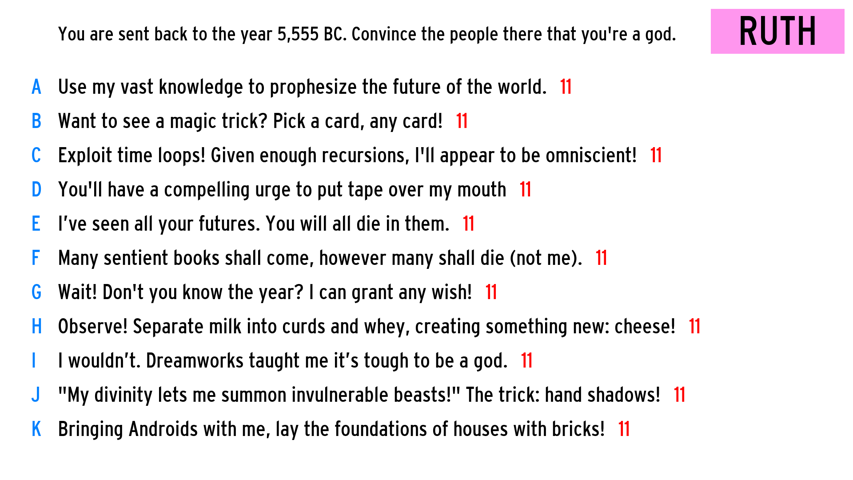 You are sent back to the year 5,555 BC. Convince the people there that you're a god.
RUTH
A Use my vast knowledge to prophesize the future of the world. 11
B Want to see a magic trick? Pick a card, any card! 11
C Exploit time loops! Given enough recursions, I'll appear to be omniscient! 11
D You'll have a compelling urge to put tape over my mouth 11
E I’ve seen all your futures. You will all die in them. 11
F Many sentient books shall come, however many shall die (not me). 11
G Wait! Don't you know the year? I can grant any wish! 11
H Observe! Separate milk into curds and whey, creating something new: cheese! 11
I I wouldn’t. Dreamworks taught me it’s tough to be a god. 11
J "My divinity lets me summon invulnerable beasts!" The trick: hand shadows! 11
K Bringing Androids with me, lay the foundations of houses with bricks! 11